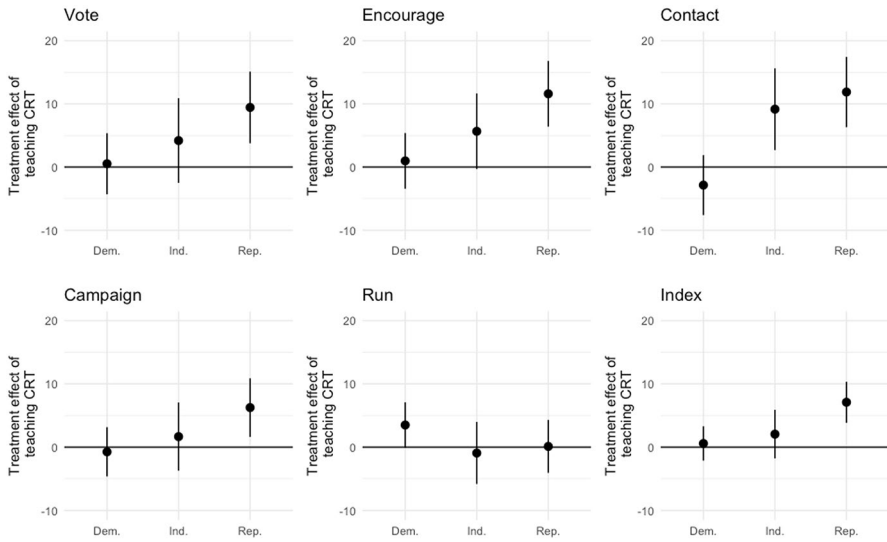 Vote
Treatment effect of
teaching CRT
20
10
0
-10
Dem. Ind. Rep.
Encourage
Treatment effect of
teaching CRT
20
10
0
-10
Dem. Ind. Rep.
Contact
Treatment effect of
teaching CRT
20
10
0
-10
Dem. Ind. Rep.
Campaign
Treatment effect of
teaching CRT
20
10
0
-10
Dem. Ind. Rep.
Run
Treatment effect of
teaching CRT
20
10
0
-10
Dem. Ind. Rep.
Index
Treatment effect of
teaching CRT
20
10
0
-10
Dem. Ind. Rep.